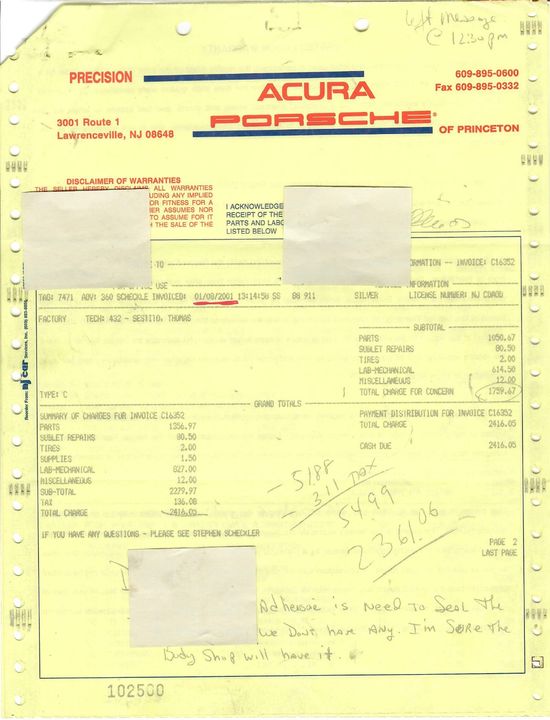 Left Message
@ 12:30pm
PRECISION
ACURA
PORSCHE®
OF PRINCETON
609-895-0600
Fax 609-895-0332
3001 Route 1
Lawrenceville, NJ 08648
DISCLAIMER OF WARRANTIES
THE SELLER HEREBY DISCLAIMS ALL WARRANTIES
UDING ANY IMPLIED
OR FITNESS FOR A
ER ASSUMES NOR
TO ASSUME FOR IT
THE SALE OF THE
I ACKNOWLEDGE
RECEIPT OF THE
PARTS AND LABO
LISTED BELOW
TO
ORMATION -- INVOICE: C16352
USE
INFORMATION
TAG: 7471 ADV: 360 SCHECKLE INVOICED: 01/08/2001 13:14:58 SS 88 911 SILVER LICENSE NUMBER: NJ
FACTORY TECH: 432 - SESTITO, THOMAS
SUBTOTAL
PARTS 1050.67
SUBLET REPAIRS 80.50
TIRES 2.00
LAB-MECHANICAL 614.50
MISCELLANEOUS 12.00
TOTAL CHARGE FOR CONCERN 1759.67
TYPE: C
GRAND TOTALS
SUMMARY OF CHARGES FOR INVOICE C16352
PARTS 1356.97
SUBLET REPAIRS 80.50
TIRES 2.00
SUPPLIES 1.50
LAB-MECHANICAL 827.00
MISCELLANEOUS 12.00
SUB-TOTAL 2279.97
TAX 136.08
TOTAL CHARGE 2416.05
PAYMENT DISTRIBUTION FOR INVOICE C16352
TOTAL CHARGE 2416.05
CASH DUE 2416.05
5188
311 TAX
5499
2361.06
IF YOU HAVE ANY QUESTIONS - PLEASE SEE STEPHEN SCHECKLER
PAGE 2
LAST PAGE
Adhesive is need to Seal The
We Dont have Any. I'm Sure The
Body Shop will have it.
102500